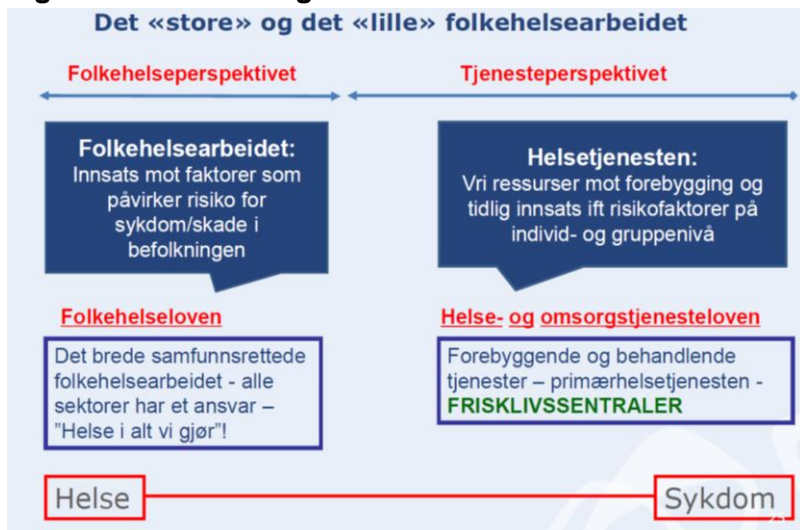 Det «store» og det «lille» folkehelsearbeidet
Folkehelseperspektivet
Tjenesteperspektivet
Folkehelsearbeidet:
Innsats mot faktorer som
påvirker risiko for
sykdom/skade i
befolkningen
Helsetjenesten:
Vri ressurser mot forebygging og
tidlig innsats ift risikofaktorer på
individ- og gruppenivå
Folkehelseloven
Det brede samfunnsrettede
folkehelsearbeidet - alle
sektorer har et ansvar –
"Helse i alt vi gjør"!
Helse- og omsorgstjenesteloven
Forebyggende og behandlende
tjenester – primærhelsetjenesten -
FRISKLIVSSENTRALER
Helse
Sykdom